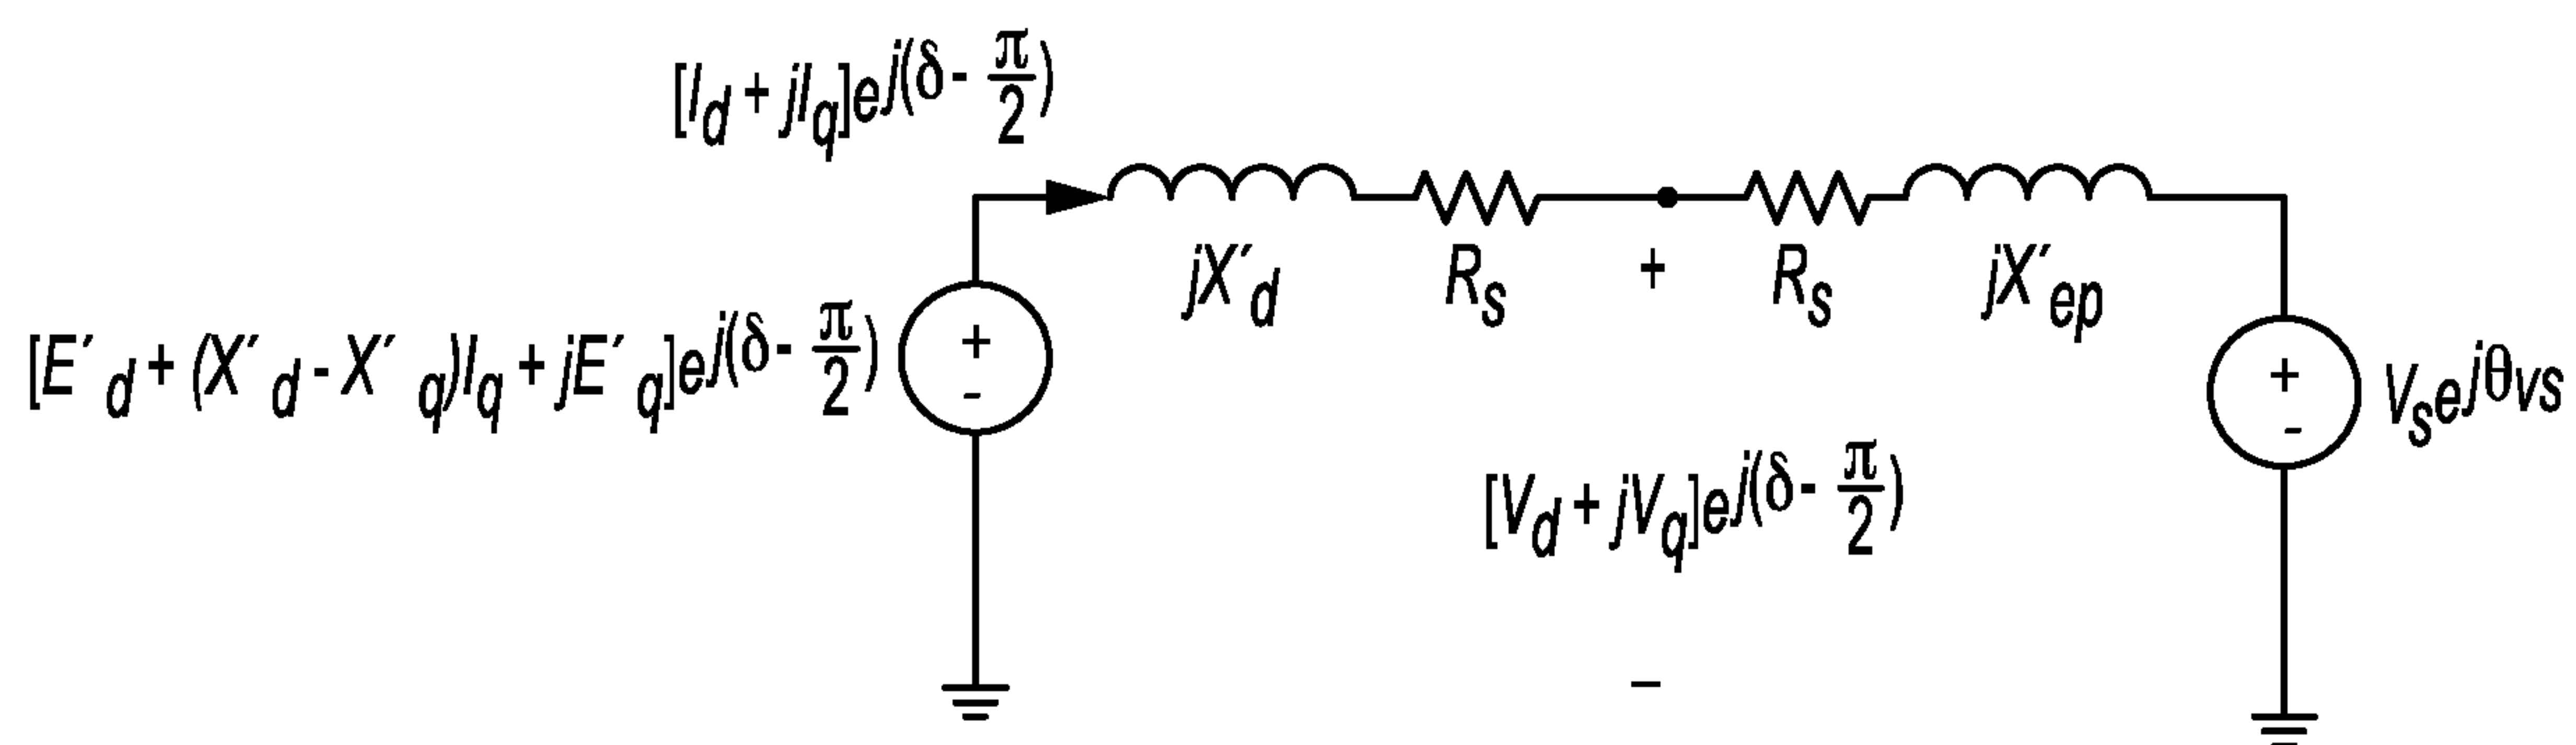 [I_d + jI_q]e^{j(δ - π/2)}
jX′_d
R_s
+
R_s
jX′_ep
[E′_d + (X′_d - X′_q)I_q + jE′_q]e^{j(δ - π/2)}
+
-
+
-
V_s e^{jθvs}
[V_d + jV_q]e^{j(δ - π/2)}
–